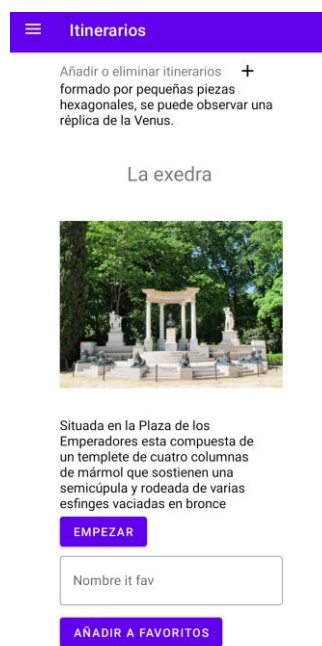 Itinerarios
Añadir o eliminar itinerarios +
formado por pequeñas piezas
hexagonales, se puede observar una
réplica de la Venus.
La exedra
Situada en la Plaza de los
Emperadores esta compuesta de
un templete de cuatro columnas
de mármol que sostienen una
semicúpula y rodeada de varias
esfinges vaciadas en bronce
EMPEZAR
Nombre it fav
AÑADIR A FAVORITOS